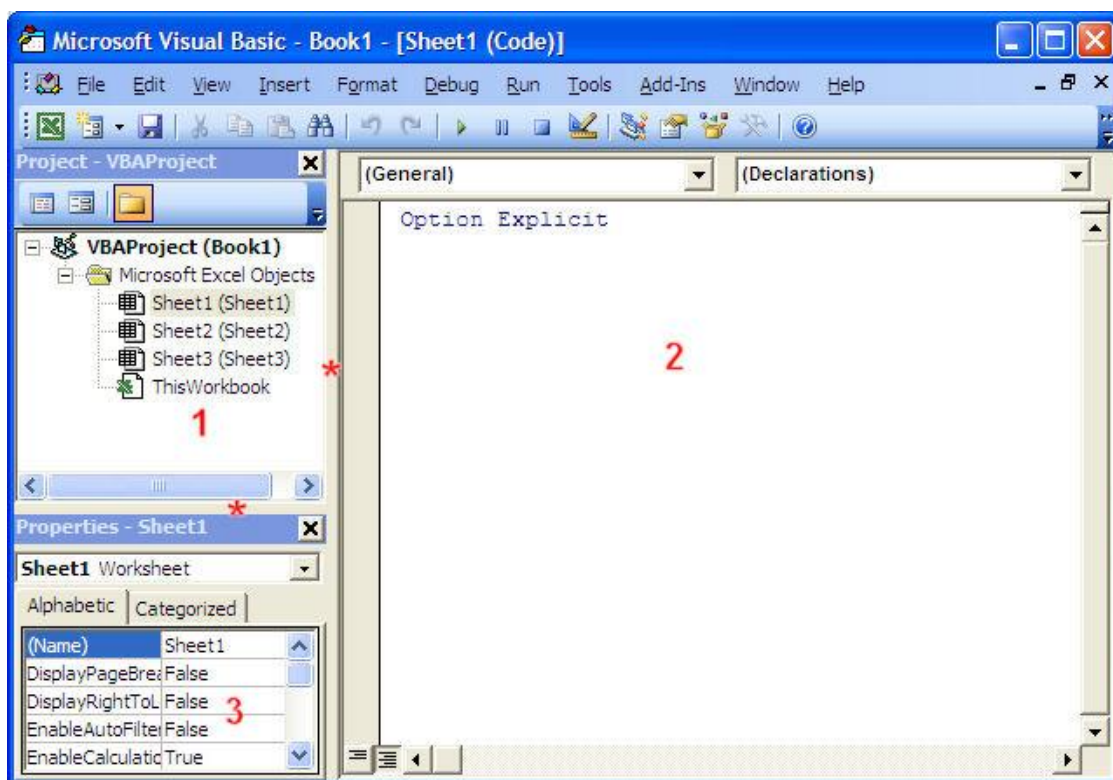 Microsoft Visual Basic - Book1 - [Sheet1 (Code)]
File Edit View Insert Format Debug Run Tools Add-Ins Window Help
Project - VBAProject
(General) (Declarations)
Option Explicit
VBAProject (Book1)
Microsoft Excel Objects
Sheet1 (Sheet1)
Sheet2 (Sheet2)
Sheet3 (Sheet3)
ThisWorkbook
*
1
2
*
Properties - Sheet1
Sheet1 Worksheet
Alphabetic Categorized
(Name) Sheet1
DisplayPageBrea False
DisplayRightToL False
3
EnableAutoFilter False
EnableCalculatic True